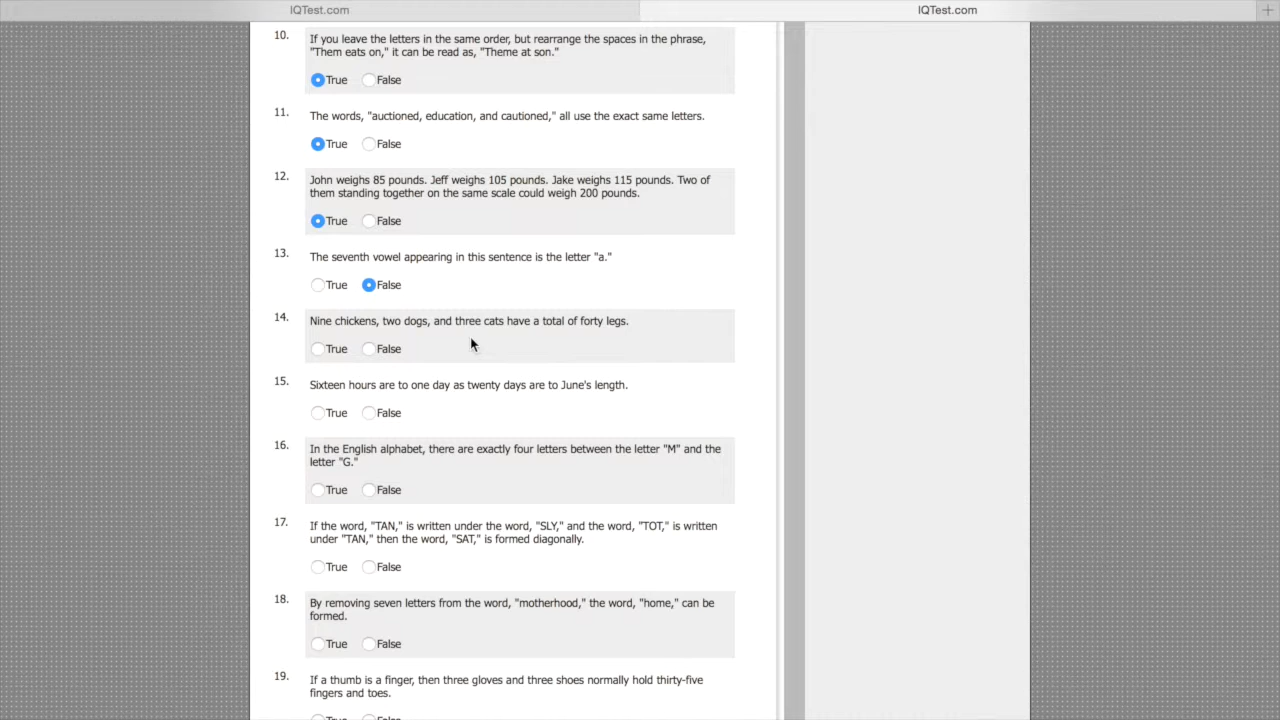 IQTest.com
IQTest.com
10.
If you leave the letters in the same order, but rearrange the spaces in the phrase,
"Them eats on," it can be read as, "Theme at son."
True False
11.
The words, "auctioned, education, and cautioned," all use the exact same letters.
True False
12.
John weighs 85 pounds. Jeff weighs 105 pounds. Jake weighs 115 pounds. Two of
them standing together on the same scale could weigh 200 pounds.
True False
13.
The seventh vowel appearing in this sentence is the letter "a."
True False
14.
Nine chickens, two dogs, and three cats have a total of forty legs.
True False
15.
Sixteen hours are to one day as twenty days are to June's length.
True False
16.
In the English alphabet, there are exactly four letters between the letter "M" and the
letter "G."
True False
17.
If the word, "TAN," is written under the word, "SLY," and the word, "TOT," is written
under "TAN," then the word, "SAT," is formed diagonally.
True False
18.
By removing seven letters from the word, "motherhood," the word, "home," can be
formed.
True False
19.
If a thumb is a finger, then three gloves and three shoes normally hold thirty-five
fingers and toes.
True False